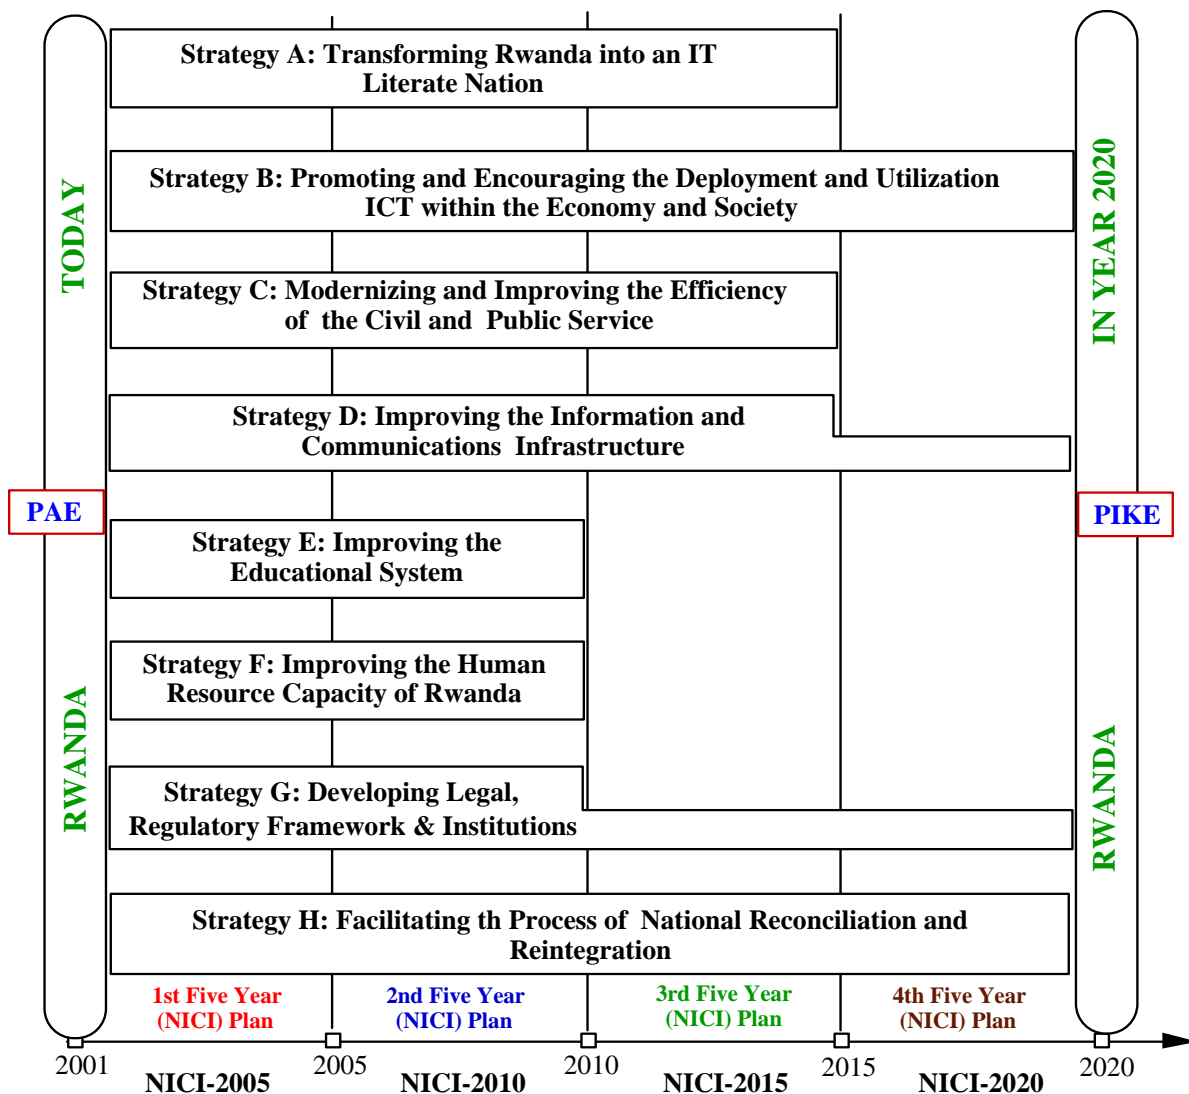 Strategy A: Transforming Rwanda into an IT
Literate Nation
Strategy B: Promoting and Encouraging the Deployment and Utilization
ICT within the Economy and Society
Strategy C: Modernizing and Improving the Efficiency
of the Civil and Public Service
Strategy D: Improving the Information and
Communications Infrastructure
Strategy E: Improving the
Educational System
Strategy F: Improving the Human
Resource Capacity of Rwanda
Strategy G: Developing Legal,
Regulatory Framework & Institutions
Strategy H: Facilitating th Process of National Reconciliation and
Reintegration
RWANDA TODAY
PAE
RWANDA IN YEAR 2020
PIKE
1st Five Year
(NICI) Plan
2nd Five Year
(NICI) Plan
3rd Five Year
(NICI) Plan
4th Five Year
(NICI) Plan
2001 2005 2010 2015 2020
NICI-2005 NICI-2010 NICI-2015 NICI-2020